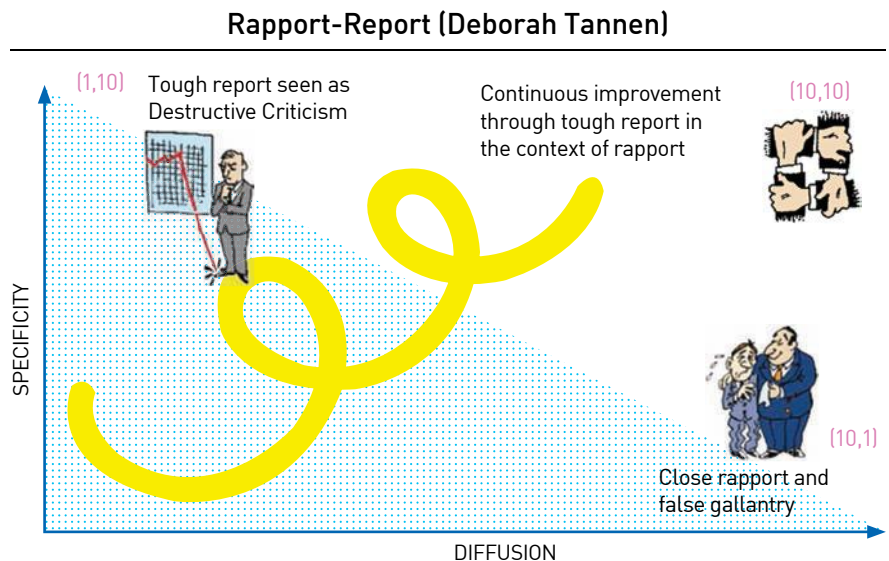 Rapport-Report (Deborah Tannen)
(1,10)
Tough report seen as
Destructive Criticism
Continuous improvement
through tough report in
the context of rapport
(10,10)
SPECIFICITY
(10,1)
Close rapport and
false gallantry
DIFFUSION